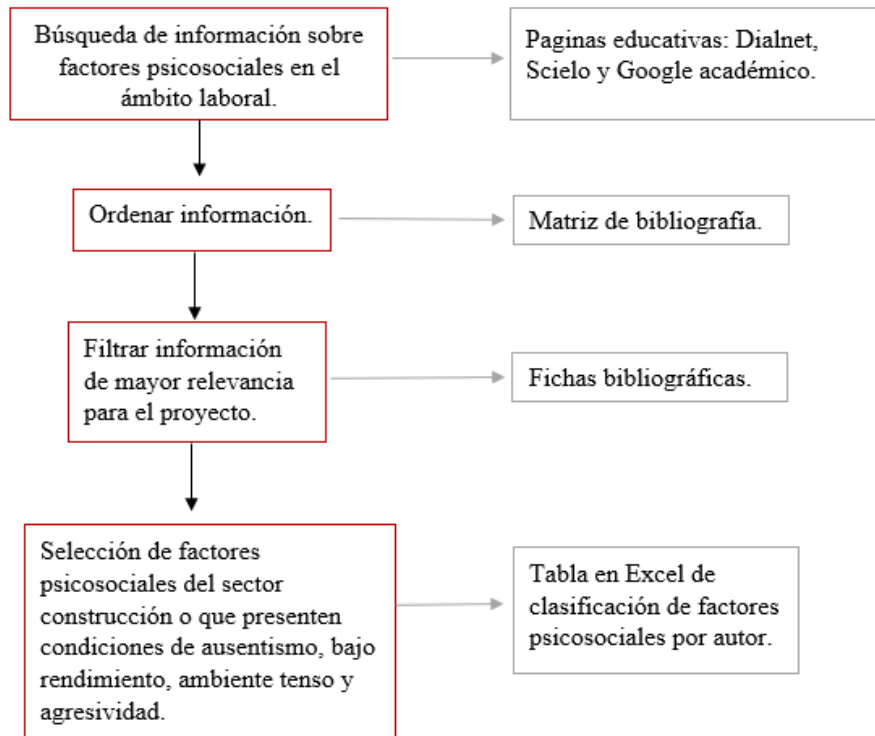 Búsqueda de información sobre
factores psicosociales en el
ámbito laboral.
Paginas educativas: Dialnet,
Scielo y Google académico.
Ordenar información.
Matriz de bibliografía.
Filtrar información
de mayor relevancia
para el proyecto.
Fichas bibliográficas.
Selección de factores
psicosociales del sector
construcción o que presenten
condiciones de ausentismo, bajo
rendimiento, ambiente tenso y
agresividad.
Tabla en Excel de
clasificación de factores
psicosociales por autor.